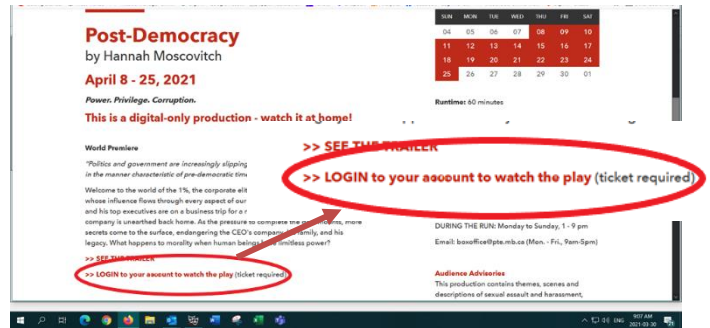 Post-Democracy
by Hannah Moscovitch
April 8 - 25, 2021
Power. Privilege. Corruption.
This is a digital-only production - watch it at home!
World Premiere
"Politics and government are increasingly slipping
in the manner characteristic of pre-democratic tim
Welcome to the world of the 1%, the corporate elit
whose influence flows through every aspect of our
and his top executives are on a business trip for a r
company is unearthed back home. As the pressure to complete the more
secrets come to the surface, endangering the CEO's company family, and his
legacy. What happens to morality when human beings limitless power?
>> SEE THE TRAILER
>> LOGIN to your account to watch the play (ticket required)
SUN MON TUE WED THU FRI SAT
04 05 06 07 08 09 10
11 12 13 14 15 16 17
18 19 20 21 22 23 24
25 26 27 28 29 30 01
Runtime: 60 minutes
>> SEE THE TRAILER
>> LOGIN to your account to watch the play (ticket required)
DURING THE RUN: Monday to Sunday, 1 - 9 pm
Email: boxoffice@pte.mb.ca (Mon. - Fri., 9am-5pm)
Audience Advisories
This production contains themes, scenes and
descriptions of sexual assault and harassment,
ENG
9:07 AM
2021-03-30